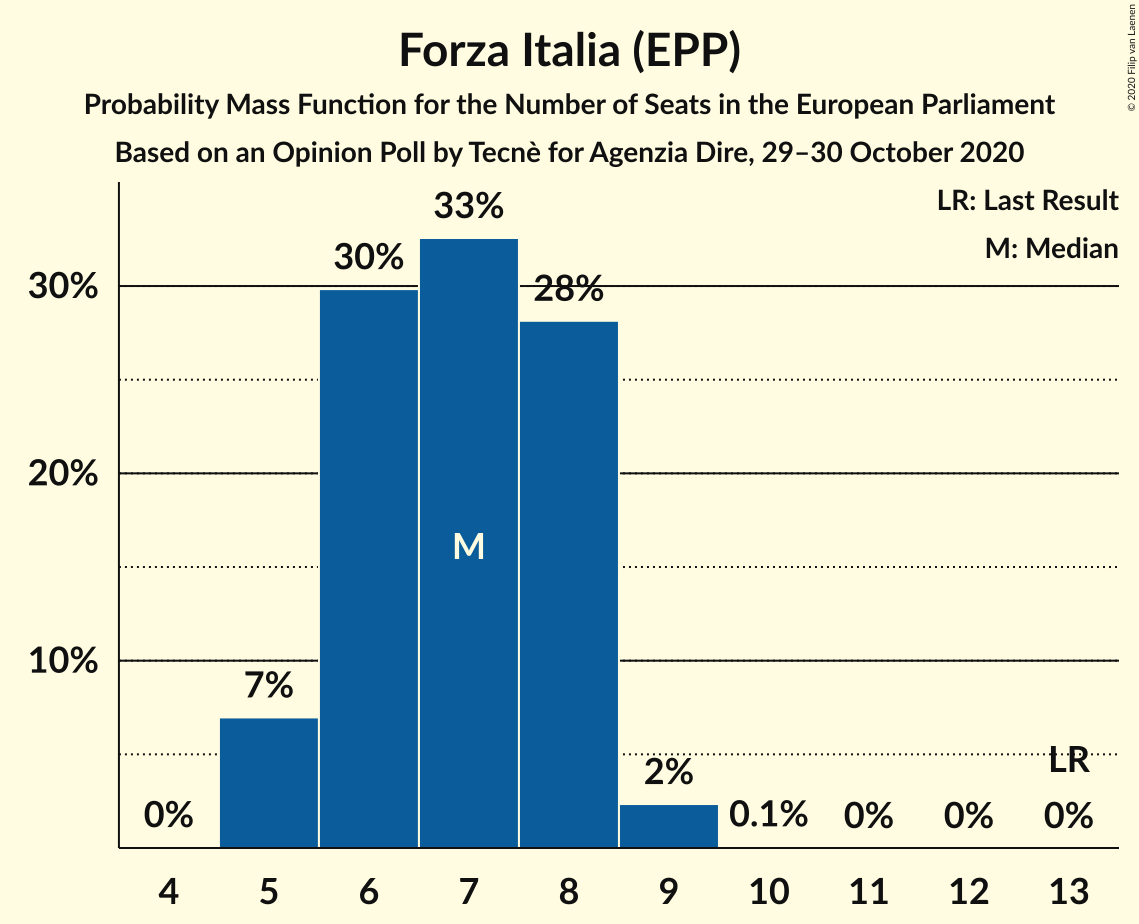 Forza Italia (EPP)
Probability Mass Function for the Number of Seats in the European Parliament
Based on an Opinion Poll by Tecnè for Agenzia Dire, 29–30 October 2020
© 2020 Filip van Laenen
LR: Last Result
M: Median
33%
30%
28%
30%
20%
M
10%
7%
LR
2%
0%
0.1%
0%
0%
0%
4 5 6 7 8 9 10 11 12 13